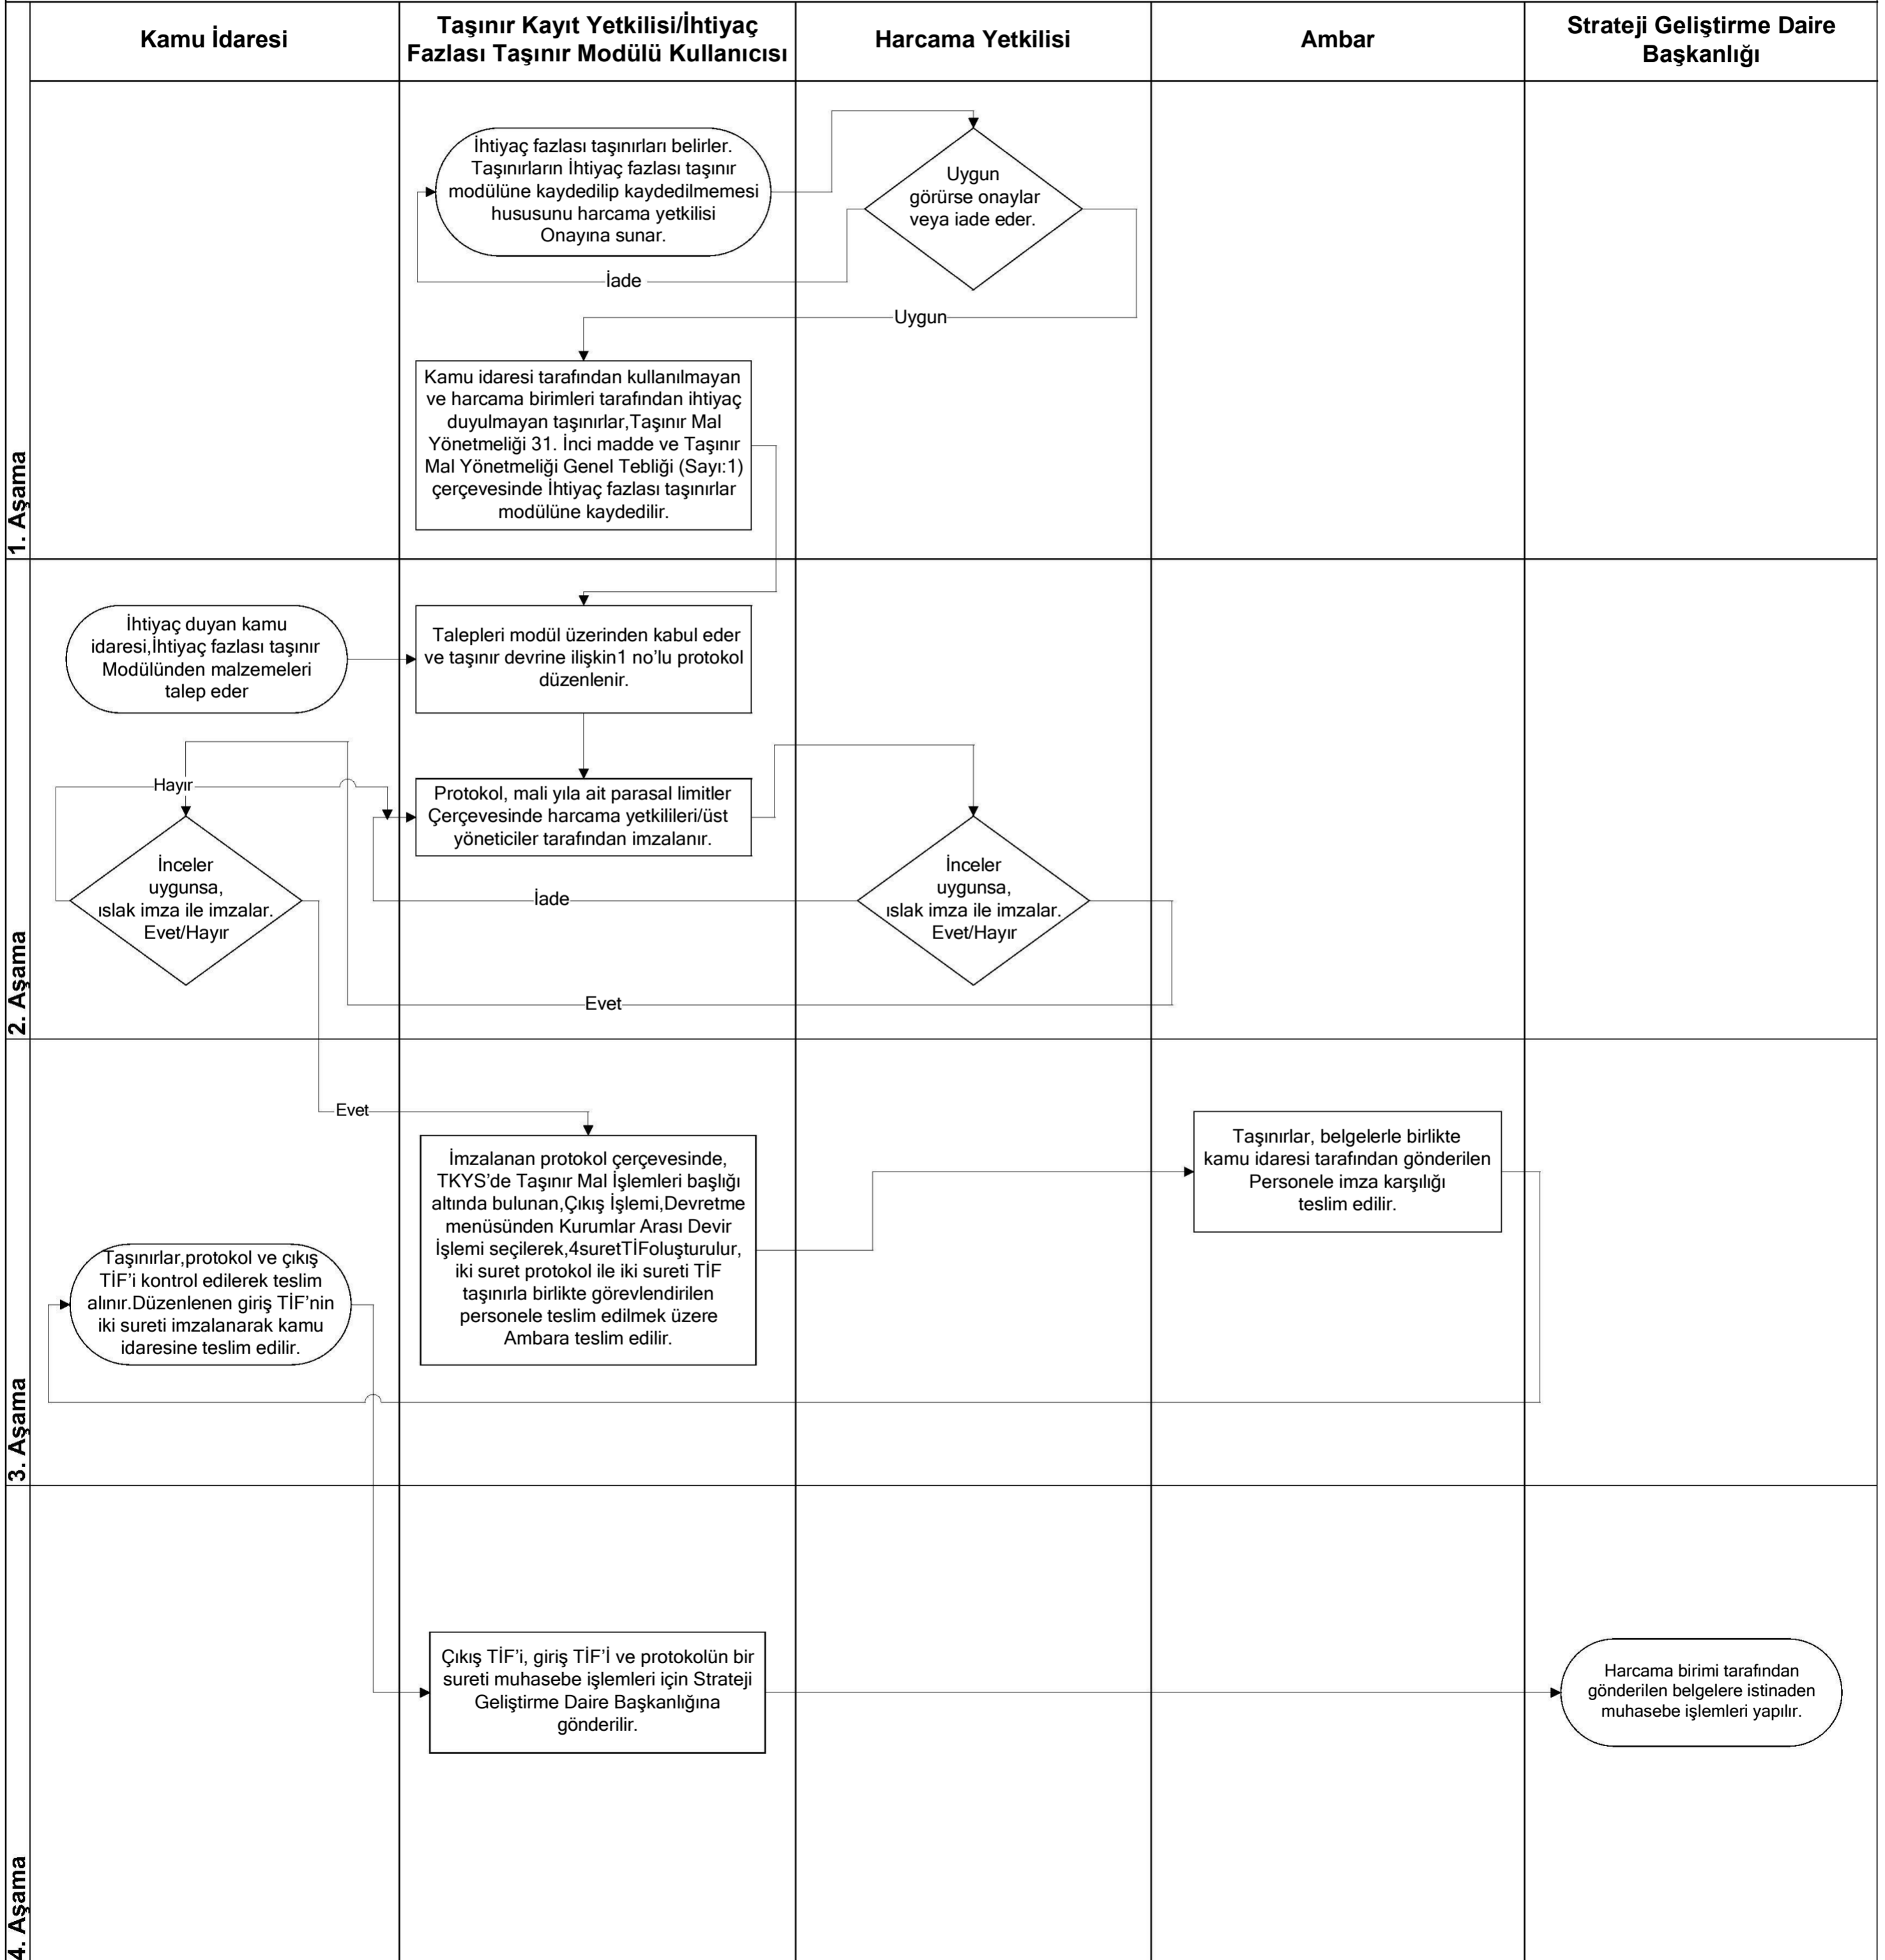 Kamu İdaresi
Taşınır Kayıt Yetkilisi/İhtiyaç
Fazlası Taşınır Modülü Kullanıcısı
Harcama Yetkilisi
Ambar
Strateji Geliştirme Daire
Başkanlığı
1. Aşama
İhtiyaç fazlası taşınırları belirler.
Taşınırların İhtiyaç fazlası taşınır
modülüne kaydedilip kaydedilmemesi
hususunu harcama yetkilisi
Onayına sunar.
Uygun
görürse onaylar
veya iade eder.
İade
Uygun
Kamu idaresi tarafından kullanılmayan
ve harcama birimleri tarafından ihtiyaç
duyulmayan taşınırlar,Taşınır Mal
Yönetmeliği 31. İnci madde ve Taşınır
Mal Yönetmeliği Genel Tebliği (Sayı:1)
çerçevesinde İhtiyaç fazlası taşınırlar
modülüne kaydedilir.
2. Aşama
İhtiyaç duyan kamu
idaresi,İhtiyaç fazlası taşınır
Modülünden malzemeleri
talep eder
Talepleri modül üzerinden kabul eder
ve taşınır devrine ilişkin1 no’lu protokol
düzenlenir.
Hayır
Protokol, mali yıla ait parasal limitler
Çerçevesinde harcama yetkilileri/üst
yöneticiler tarafından imzalanır.
İnceler
uygunsa,
ıslak imza ile imzalar.
Evet/Hayır
İade
İnceler
uygunsa,
ıslak imza ile imzalar.
Evet/Hayır
Evet
3. Aşama
Evet
İmzalanan protokol çerçevesinde,
TKYS’de Taşınır Mal İşlemleri başlığı
altında bulunan,Çıkış İşlemi,Devretme
menüsünden Kurumlar Arası Devir
İşlemi seçilerek,4suretTİFoluşturulur,
iki suret protokol ile iki sureti TİF
taşınırla birlikte görevlendirilen
personele teslim edilmek üzere
Ambara teslim edilir.
Taşınırlar, belgelerle birlikte
kamu idaresi tarafından gönderilen
Personele imza karşılığı
teslim edilir.
Taşınırlar,protokol ve çıkış
TİF’i kontrol edilerek teslim
alınır.Düzenlenen giriş TİF’nin
iki sureti imzalanarak kamu
idaresine teslim edilir.
4. Aşama
Çıkış TİF’i, giriş TİF’İ ve protokolün bir
sureti muhasebe işlemleri için Strateji
Geliştirme Daire Başkanlığına
gönderilir.
Harcama birimi tarafından
gönderilen belgelere istinaden
muhasebe işlemleri yapılır.